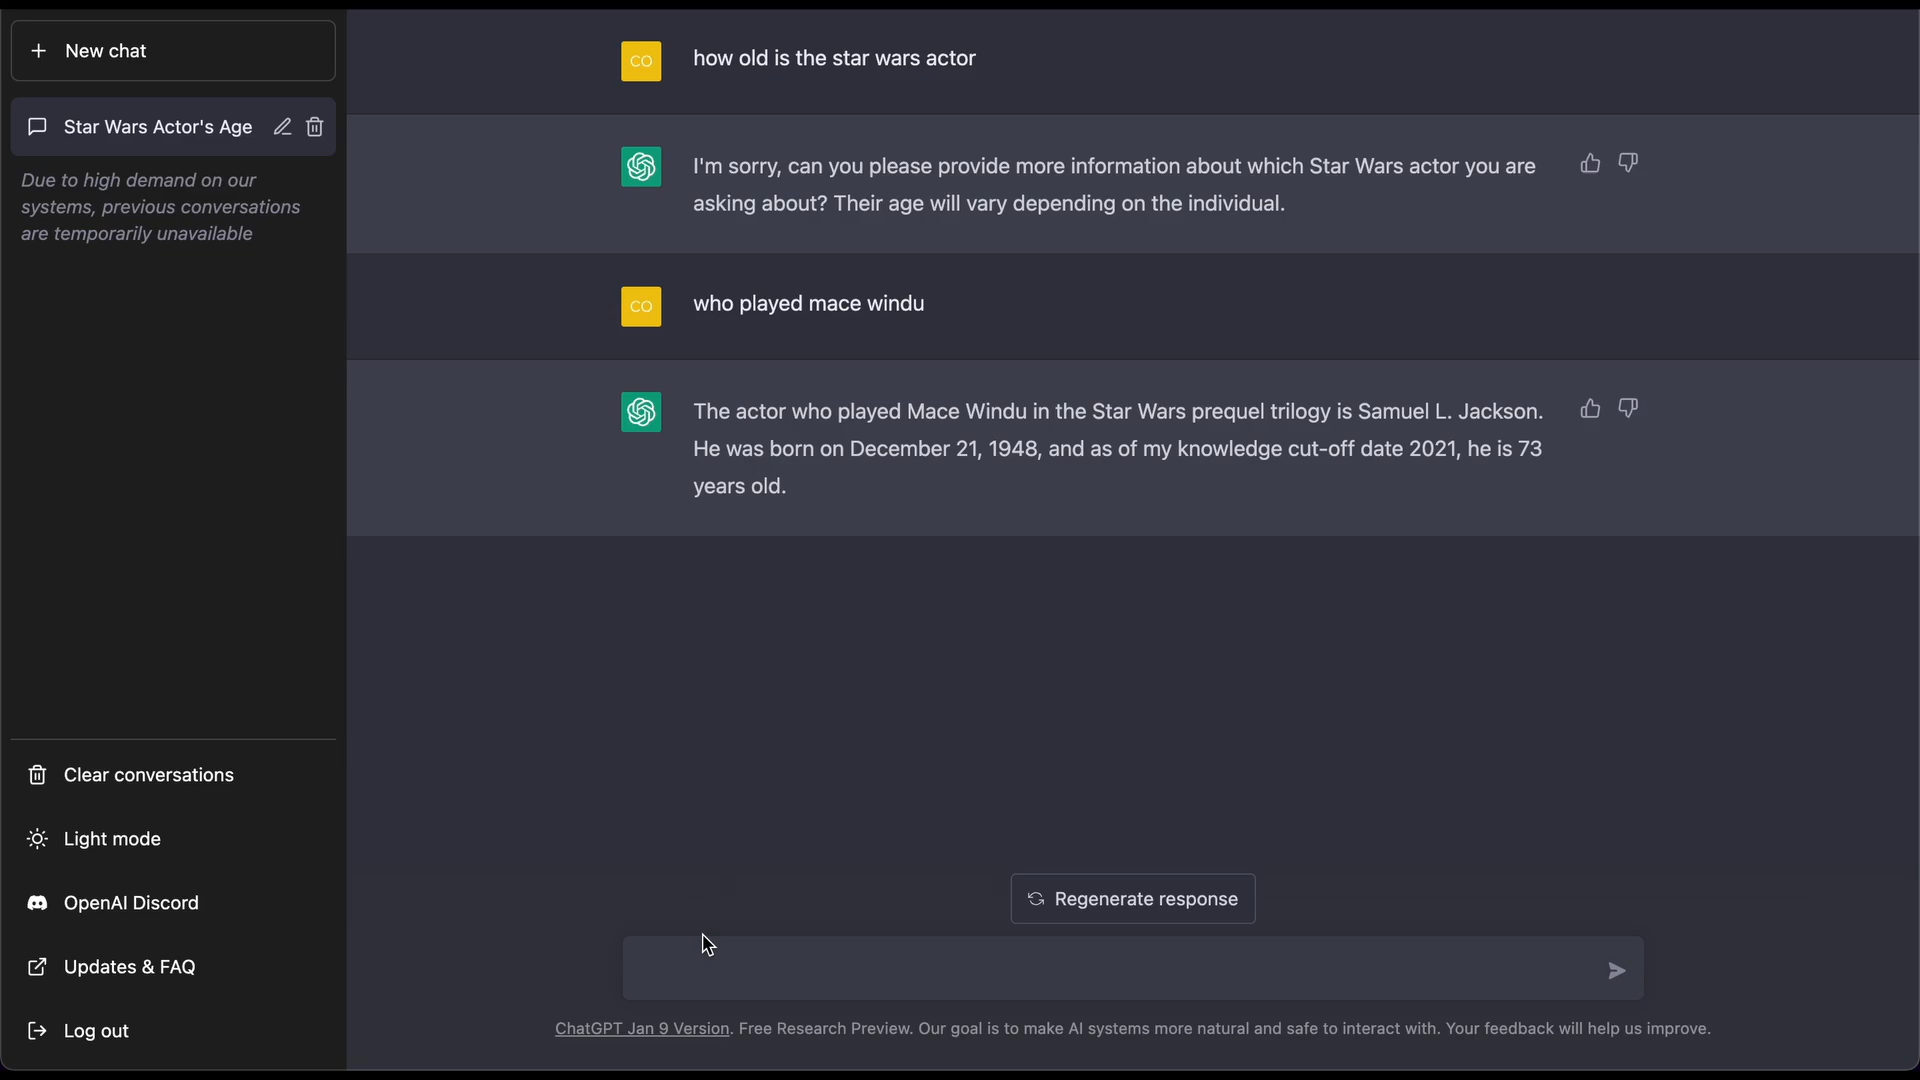 New chat
Star Wars Actor's Age
Due to high demand on our
systems, previous conversations
are temporarily unavailable
Clear conversations
Light mode
OpenAI Discord
Updates & FAQ
Log out
CO
how old is the star wars actor
I'm sorry, can you please provide more information about which Star Wars actor you are
asking about? Their age will vary depending on the individual.
CO
who played mace windu
The actor who played Mace Windu in the Star Wars prequel trilogy is Samuel L. Jackson.
He was born on December 21, 1948, and as of my knowledge cut-off date 2021, he is 73
years old.
Regenerate response
ChatGPT Jan 9 Version. Free Research Preview. Our goal is to make AI systems more natural and safe to interact with. Your feedback will help us improve.